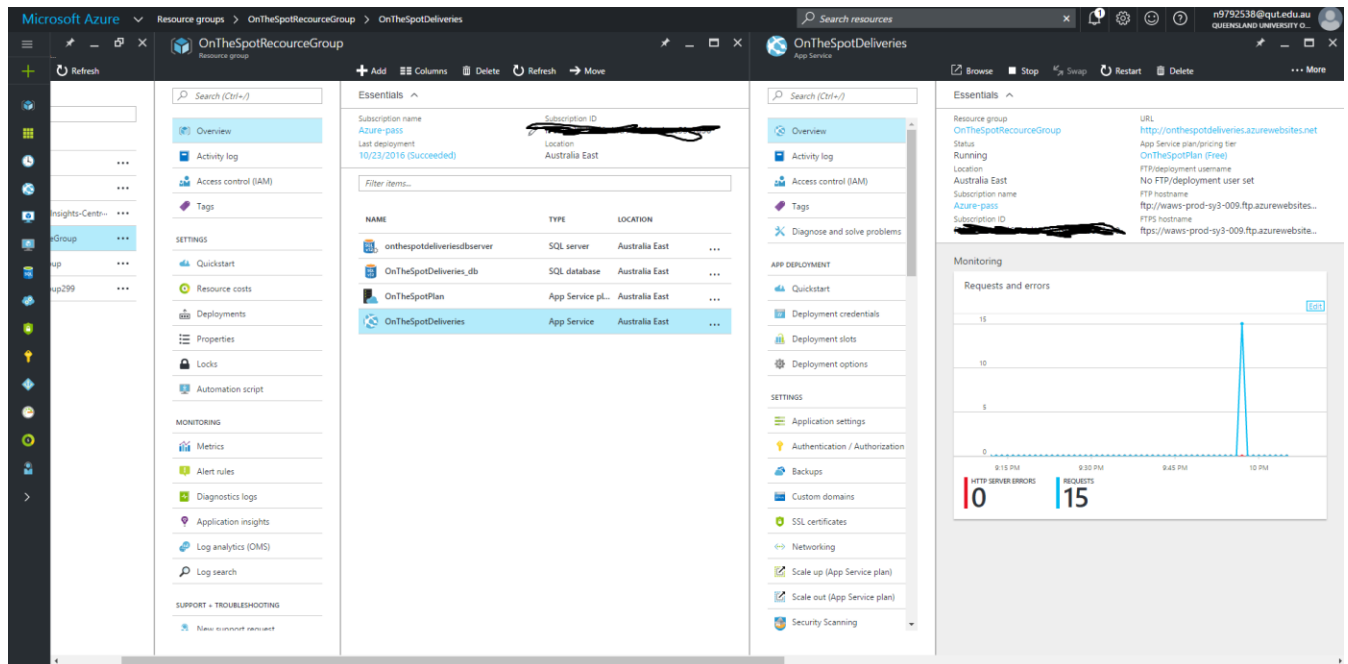 Microsoft Azure
Resource groups > OnTheSpotRecourceGroup > OnTheSpotDeliveries
Search resources
1
n9792538@qut.edu.au
QUEENSLAND UNIVERSITY O...
Refresh
Insights-Centr...
eGroup
up
up299
OnTheSpotRecourceGroup
Resource group
Add
Columns
Delete
Refresh
Move
Search (Ctrl+/)
Overview
Activity log
Access control (IAM)
Tags
SETTINGS
Quickstart
Resource costs
Deployments
Properties
Locks
Automation script
MONITORING
Metrics
Alert rules
Diagnostics logs
Application insights
Log analytics (OMS)
Log search
SUPPORT + TROUBLESHOOTING
New support request
Essentials
Subscription name
Azure-pass
Last deployment
10/23/2016 (Succeeded)
Subscription ID
Location
Australia East
Filter items...
NAME TYPE LOCATION
onthespotdeliveriesdbserver SQL server Australia East ...
OnTheSpotDeliveries_db SQL database Australia East ...
OnTheSpotPlan App Service pl... Australia East ...
OnTheSpotDeliveries App Service Australia East ...
OnTheSpotDeliveries
App Service
Browse
Stop
Swap
Restart
Delete
... More
Search (Ctrl+/)
Overview
Activity log
Access control (IAM)
Tags
Diagnose and solve problems
APP DEPLOYMENT
Quickstart
Deployment credentials
Deployment slots
Deployment options
SETTINGS
Application settings
Authentication / Authorization
Backups
Custom domains
SSL certificates
Networking
Scale up (App Service plan)
Scale out (App Service plan)
Security Scanning
Essentials
Resource group
OnTheSpotRecourceGroup
Status
Running
Location
Australia East
Subscription name
Azure-pass
Subscription ID
URL
http://onthespotdeliveries.azurewebsites.net
App Service plan/pricing tier
OnTheSpotPlan (Free)
FTP/deployment username
No FTP/deployment user set
FTP hostname
ftp://waws-prod-sy3-009.ftp.azurewebsites...
FTPS hostname
ftps://waws-prod-sy3-009.ftp.azurewebsite...
Monitoring
Requests and errors
Edit
15
10
5
0
9:15 PM 9:30 PM 9:45 PM 10 PM
HTTP SERVER ERRORS
0
REQUESTS
15